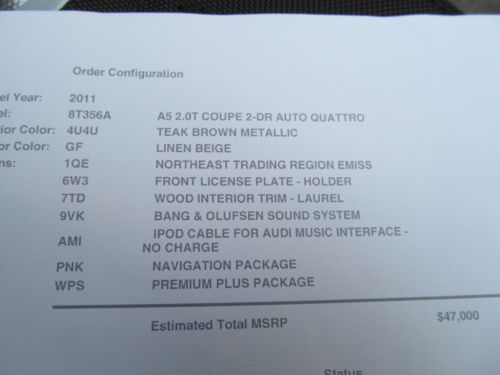 Order Configuration
el Year: 2011
el: 8T356A A5 2.0T COUPE 2-DR AUTO QUATTRO
rior Color: 4U4U TEAK BROWN METALLIC
or Color: GF LINEN BEIGE
ns: 1QE NORTHEAST TRADING REGION EMISS
6W3 FRONT LICENSE PLATE - HOLDER
7TD WOOD INTERIOR TRIM - LAUREL
9VK BANG & OLUFSEN SOUND SYSTEM
AMI IPOD CABLE FOR AUDI MUSIC INTERFACE -
NO CHARGE
PNK NAVIGATION PACKAGE
WPS PREMIUM PLUS PACKAGE
Estimated Total MSRP $47,000
Status